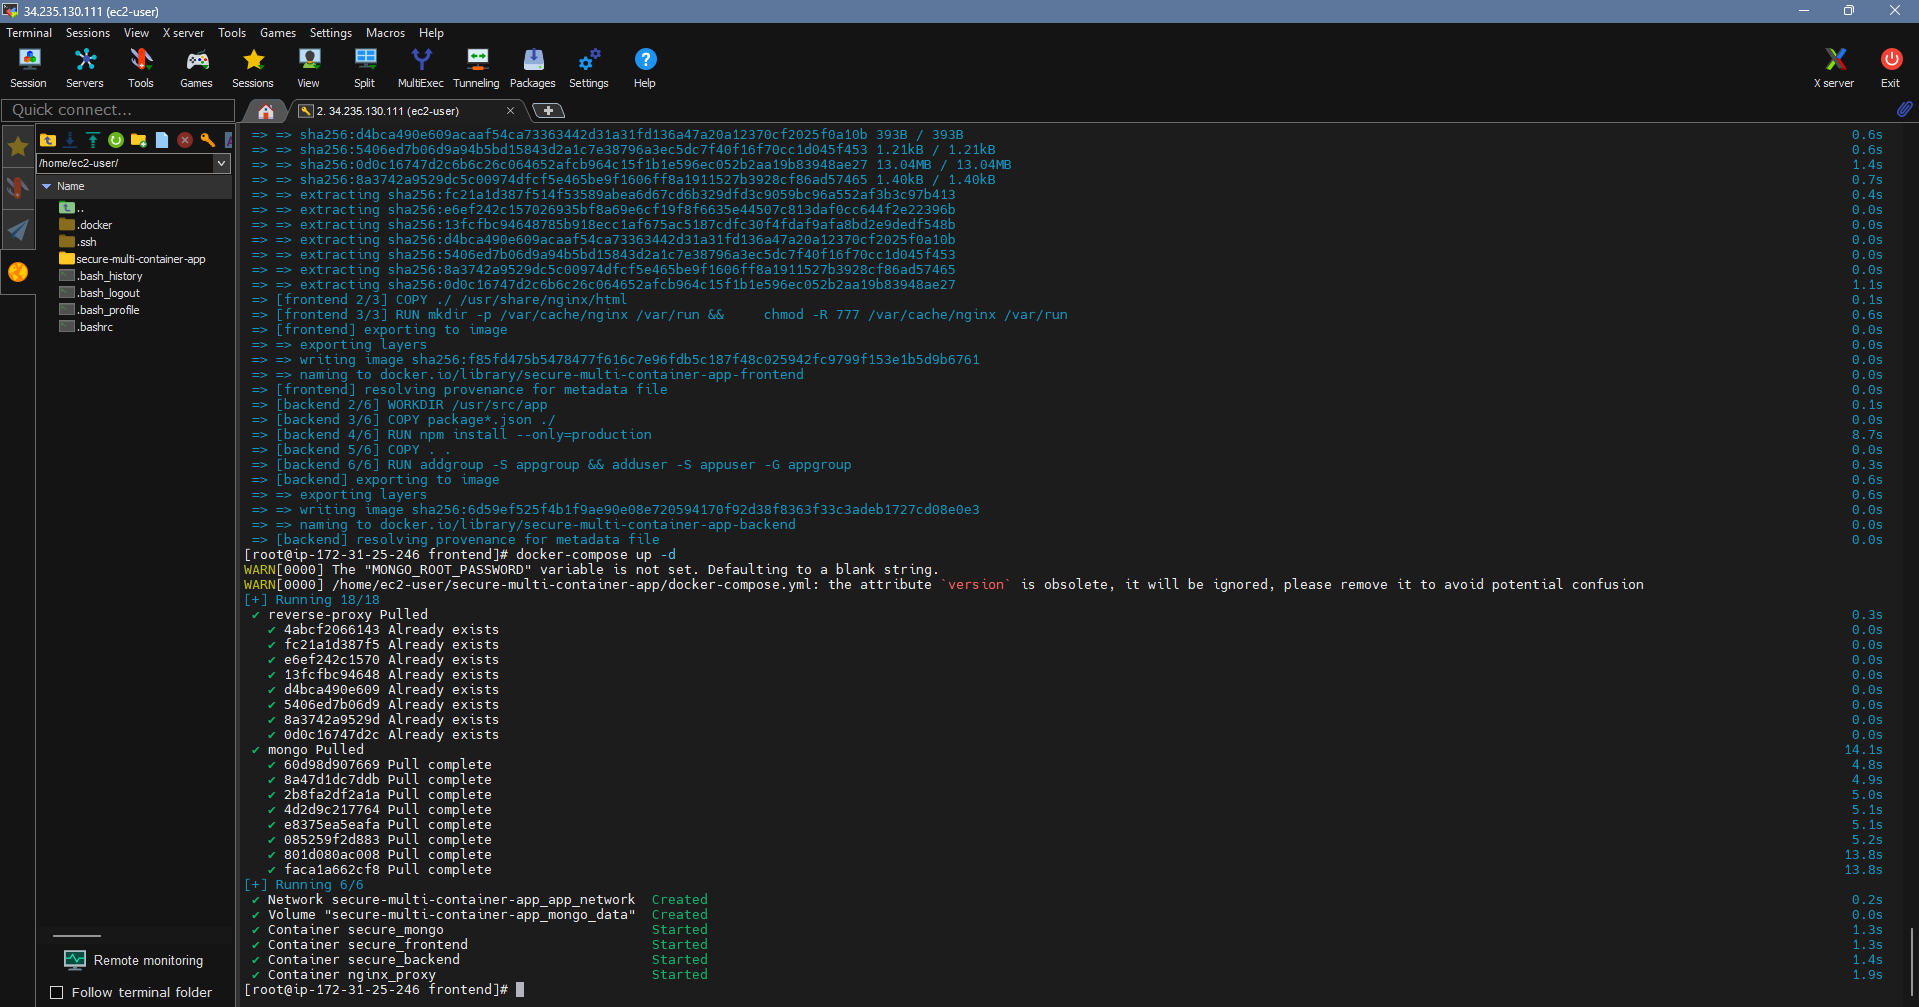 34.235.130.111 (ec2-user)
Terminal Sessions View X server Tools Games Settings Macros Help
Session Servers Tools Games Sessions View Split MultiExec Tunneling Packages Settings Help X server Exit
Quick connect...
2. 34.235.130.111 (ec2-user)
/home/ec2-user/
Name
..
.docker
.ssh
secure-multi-container-app
.bash_history
.bash_logout
.bash_profile
.bashrc
Remote monitoring
Follow terminal folder
=> => sha256:d4bca490e609acaaf54ca73363442d31a31fd136a47a20a12370cf2025f0a10b 393B / 393B 0.6s
=> => sha256:5406ed7b06d9a94b5bd15843d2a1c7e38796a3ec5dc7f40f16f70cc1d045f453 1.21kB / 1.21kB 0.6s
=> => sha256:0d0c16747d2c6b6c26c064652afcb964c15f1b1e596ec052b2aa19b83948ae27 13.04MB / 13.04MB 1.4s
=> => sha256:8a3742a9529dc5c00974dfcf5e465be9f1606ff8a1911527b3928cf86ad57465 1.40kB / 1.40kB 0.7s
=> => extracting sha256:fc21a1d387f514f53589abea6d67cd6b329dfd3c9059bc96a552af3b3c97b413 0.4s
=> => extracting sha256:e6ef242c157026935bf8a69e6cf19f8f6635e44507c813daf0cc644f2e22396b 0.0s
=> => extracting sha256:13fcfbc94648785b918ecc1af675ac5187cdfc30f4fdaf9afa8bd2e9dedf548b 0.0s
=> => extracting sha256:d4bca490e609acaaf54ca73363442d31a31fd136a47a20a12370cf2025f0a10b 0.0s
=> => extracting sha256:5406ed7b06d9a94b5bd15843d2a1c7e38796a3ec5dc7f40f16f70cc1d045f453 0.0s
=> => extracting sha256:8a3742a9529dc5c00974dfcf5e465be9f1606ff8a1911527b3928cf86ad57465 0.0s
=> => extracting sha256:0d0c16747d2c6b6c26c064652afcb964c15f1b1e596ec052b2aa19b83948ae27 1.1s
=> [frontend 2/3] COPY ./ /usr/share/nginx/html 0.1s
=> [frontend 3/3] RUN mkdir -p /var/cache/nginx /var/run && chmod -R 777 /var/cache/nginx /var/run 0.6s
=> [frontend] exporting to image 0.0s
=> => exporting layers 0.0s
=> => writing image sha256:f85fd475b5478477f616c7e96fdb5c187f48c025942fc9799f153e1b5d9b6761 0.0s
=> => naming to docker.io/library/secure-multi-container-app-frontend 0.0s
=> [frontend] resolving provenance for metadata file 0.0s
=> [backend 2/6] WORKDIR /usr/src/app 0.1s
=> [backend 3/6] COPY package*.json ./ 0.0s
=> [backend 4/6] RUN npm install --only=production 8.7s
=> [backend 5/6] COPY . . 0.0s
=> [backend 6/6] RUN addgroup -S appgroup && adduser -S appuser -G appgroup 0.3s
=> [backend] exporting to image 0.6s
=> => exporting layers 0.6s
=> => writing image sha256:6d59ef525f4b1f9ae90e08e720594170f92d38f8363f33c3adeb1727cd08e0e3 0.0s
=> => naming to docker.io/library/secure-multi-container-app-backend 0.0s
=> [backend] resolving provenance for metadata file 0.0s
[root@ip-172-31-25-246 frontend]# docker-compose up -d
WARN[0000] The "MONGO_ROOT_PASSWORD" variable is not set. Defaulting to a blank string.
WARN[0000] /home/ec2-user/secure-multi-container-app/docker-compose.yml: the attribute `version` is obsolete, it will be ignored, please remove it to avoid potential confusion
[+] Running 18/18
✔ reverse-proxy Pulled 0.3s
✔ 4abcf2066143 Already exists 0.0s
✔ fc21a1d387f5 Already exists 0.0s
✔ e6ef242c1570 Already exists 0.0s
✔ 13fcfbc94648 Already exists 0.0s
✔ d4bca490e609 Already exists 0.0s
✔ 5406ed7b06d9 Already exists 0.0s
✔ 8a3742a9529d Already exists 0.0s
✔ 0d0c16747d2c Already exists 0.0s
✔ mongo Pulled 14.1s
✔ 60d98d907669 Pull complete 4.8s
✔ 8a47d1dc7ddb Pull complete 4.9s
✔ 2b8fa2df2a1a Pull complete 5.0s
✔ 4d2d9c217764 Pull complete 5.1s
✔ e8375ea5eafa Pull complete 5.1s
✔ 085259f2d883 Pull complete 5.2s
✔ 801d080ac008 Pull complete 13.8s
✔ faca1a662cf8 Pull complete 13.8s
[+] Running 6/6
✔ Network secure-multi-container-app_app_network Created 0.2s
✔ Volume "secure-multi-container-app_mongo_data" Created 0.0s
✔ Container secure_mongo Started 1.3s
✔ Container secure_frontend Started 1.3s
✔ Container secure_backend Started 1.4s
✔ Container nginx_proxy Started 1.9s
[root@ip-172-31-25-246 frontend]#